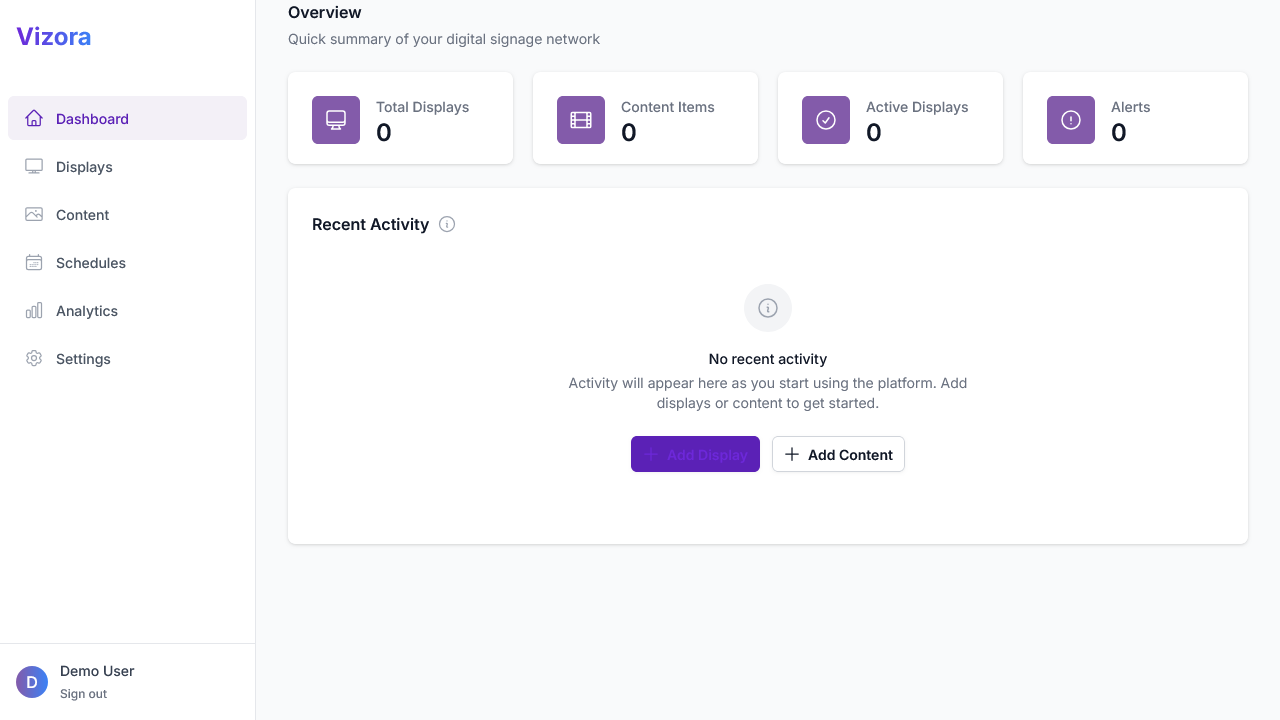 Vizora
Dashboard
Displays
Content
Schedules
Analytics
Settings
Demo User
D
Sign out
Overview
Quick summary of your digital signage network
Total Displays
0
Content Items
0
Active Displays
0
Alerts
0
Recent Activity
No recent activity
Activity will appear here as you start using the platform. Add
displays or content to get started.
Add Display
Add Content